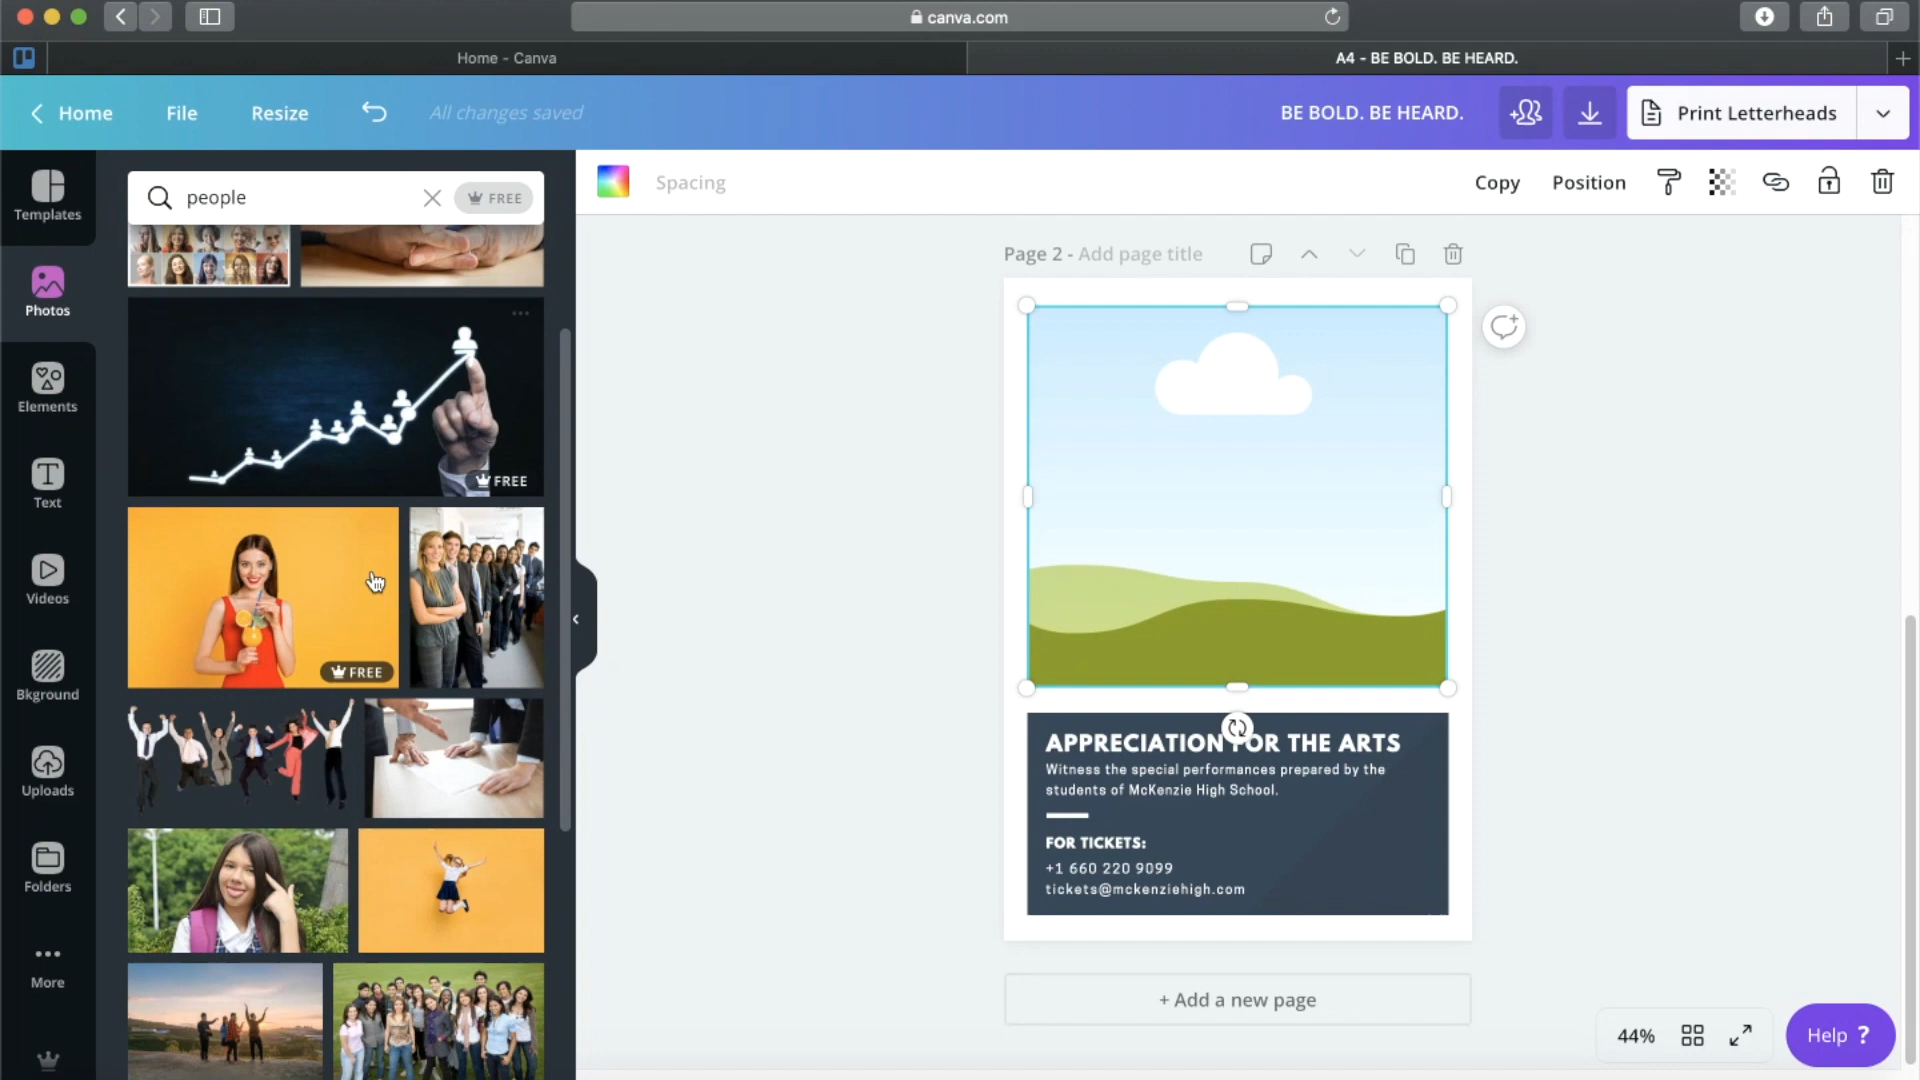 canva.com
Home - Canva
A4 - BE BOLD. BE HEARD.
Home
File
Resize
All changes saved
BE BOLD. BE HEARD.
Print Letterheads
Templates
Photos
Elements
Text
Videos
Bkground
Uploads
Folders
More
people
FREE
FREE
FREE
Spacing
Copy
Position
Page 2 - Add page title
APPRECIATION FOR THE ARTS
Witness the special performances prepared by the
students of McKenzie High School.
FOR TICKETS:
+1 660 220 9099
tickets@mckenziehigh.com
+ Add a new page
44%
Help ?